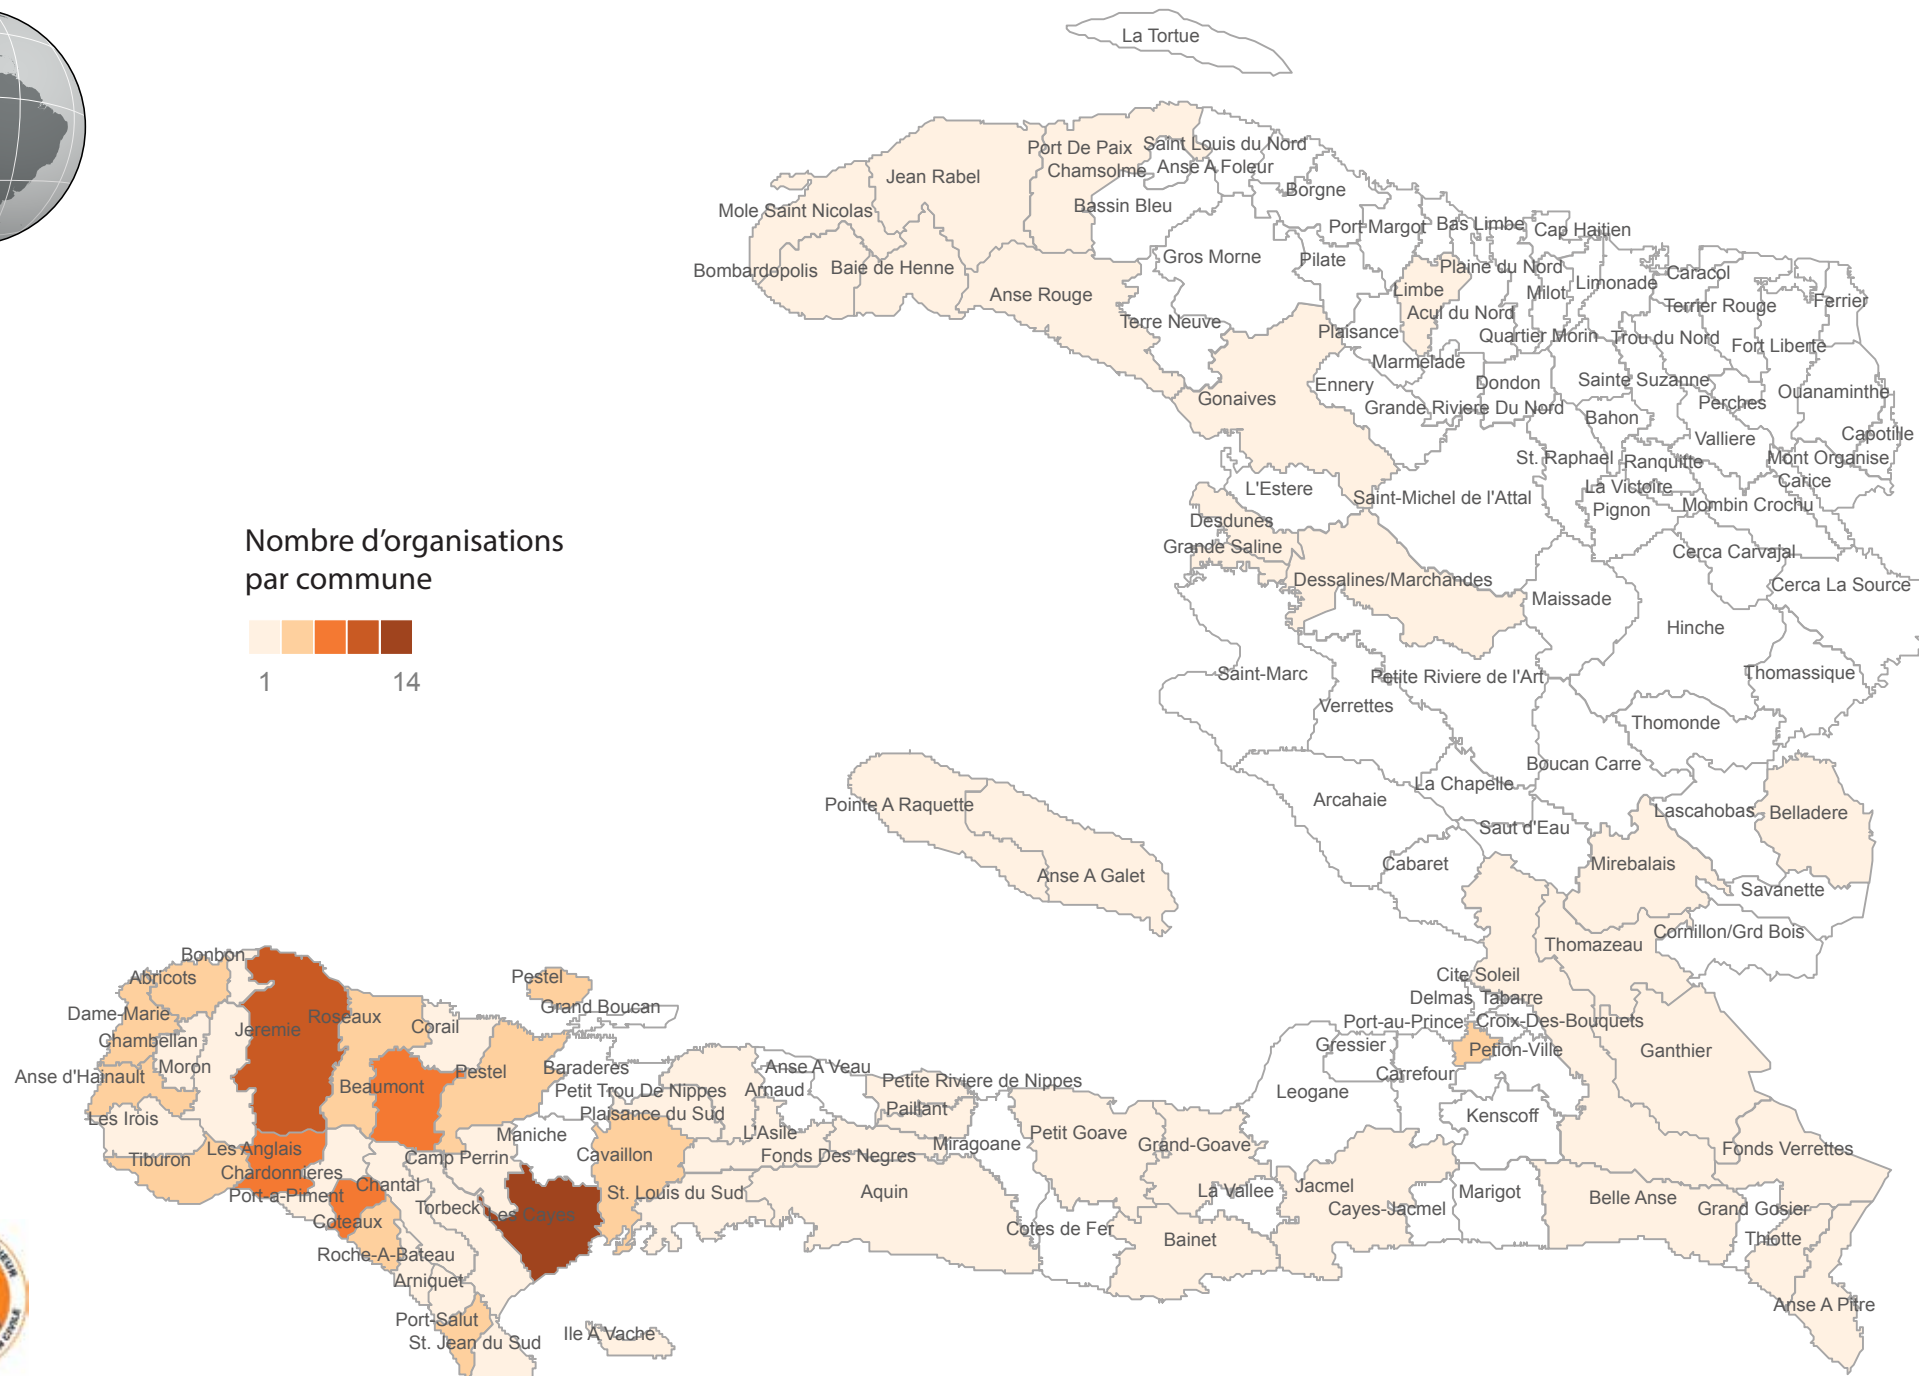 La Tortue
Port De Paix
Saint Louis du Nord
Chamsolme
Anse A Foleur
Jean Rabel
Borgne
Mole Saint Nicolas
Bassin Bleu
Port Margot
Bas Limbe
Cap Haitien
Bombardopolis
Baie de Henne
Gros Morne
Pilate
Plaine du Nord
Limonade
Caracol
Anse Rouge
Limbe
Milot
Terrier Rouge
Ferrier
Acul du Nord
Terre Neuve
Plaisance
Quartier Morin
Trou du Nord
Fort Liberte
Marmelade
Ennery
Dondon
Sainte Suzanne
Ouanaminthe
Gonaives
Grande Riviere Du Nord
Bahon
Perches
Valliere
Capotille
St. Raphael
Ranquitte
Mont Organise
L'Estere
Saint-Michel de l'Attal
La Victoire
Carice
Pignon
Mombin Crochu
Desdunes
Grande Saline
Cerca Carvajal
Nombre d'organisations
par commune
1
14
Dessalines/Marchandes
Maissade
Cerca La Source
Hinche
Saint-Marc
Petite Riviere de l'Art
Thomassique
Verrettes
Thomonde
Boucan Carre
La Chapelle
Pointe A Raquette
Arcahaie
Lascahobas
Belladere
Saut d'Eau
Anse A Galet
Cabaret
Mirebalais
Savanette
Thomazeau
Cornillon/Grd Bois
Bonbon
Abricots
Pestel
Cite Soleil
Grand Boucan
Delmas
Tabarre
Dame-Marie
Roseaux
Jeremie
Corail
Port-au-Prince
Croix-Des-Bouquets
Chambellan
Gressier
Petion-Ville
Ganthier
Moron
Anse d'Hainault
Beaumont
Pestel
Baraderes
Anse A Veau
Carrefour
Petit Trou De Nippes
Arnaud
Petite Riviere de Nippes
Leogane
Les Irois
Plaisance du Sud
Paillant
Kenscoff
Maniche
L'Asile
Miragoane
Petit Goave
Grand-Goave
Les Anglais
Tiburon
Camp Perrin
Cavaillon
Fonds Des Negres
Fonds Verrettes
Chardonnieres
Chantal
Port-a-Piment
St. Louis du Sud
Aquin
La Vallee
Jacmel
Marigot
Belle Anse
Torbeck
es Cayes
Cayes-Jacmel
Grand Gosier
Coteaux
Cotes de Fer
Bainet
Thiotte
Roche-A-Bateau
Arniquet
Anse A Pitre
Port-Salut
Ile A Vache
St. Jean du Sud